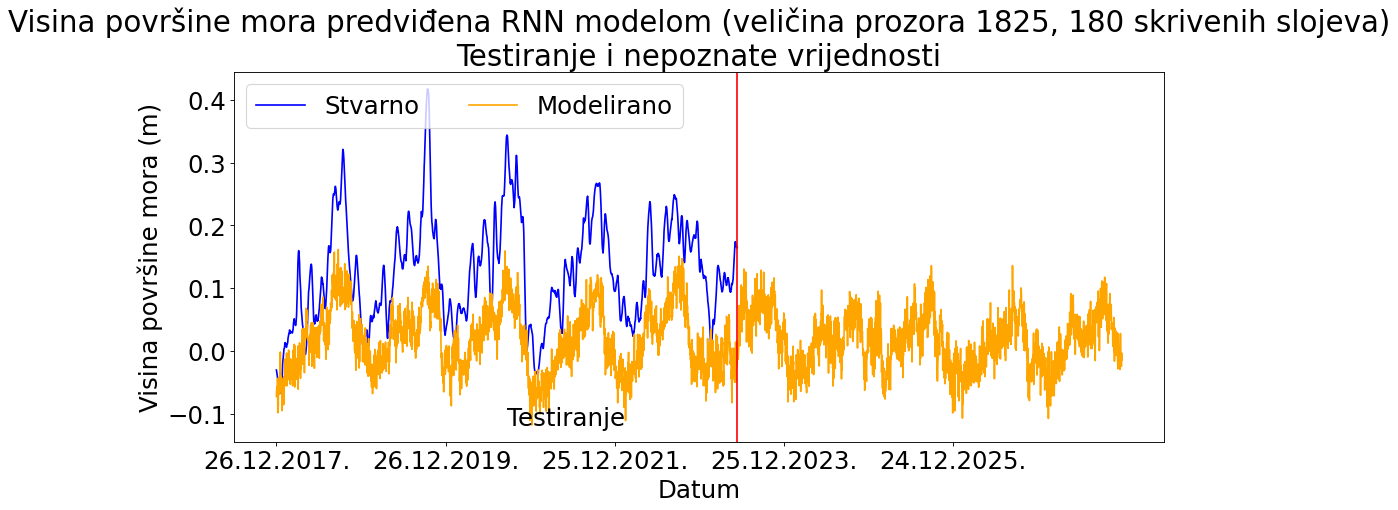 Visina površine mora predviđena RNN modelom (veličina prozora 1825, 180 skrivenih slojeva)
Testiranje i nepoznate vrijednosti
Stvarno Modelirano
Visina površine mora (m)
0.4
0.3
0.2
0.1
0.0
−0.1
Testiranje
26.12.2017. 26.12.2019. 25.12.2021. 25.12.2023. 24.12.2025.
Datum